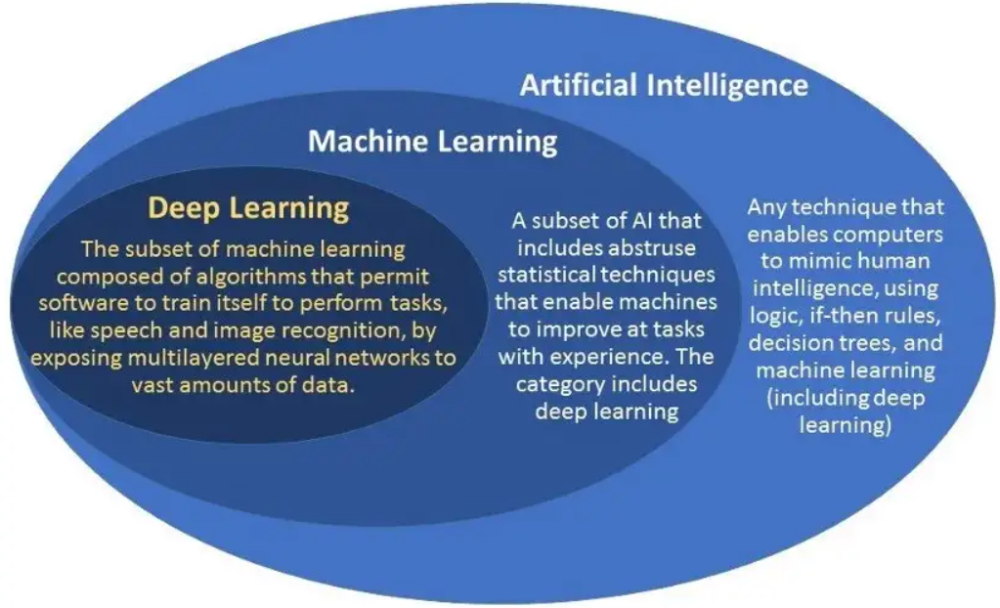 Artificial Intelligence
Machine Learning
Deep Learning
The subset of machine learning
composed of algorithms that permit
software to train itself to perform tasks,
like speech and image recognition, by
exposing multilayered neural networks to
vast amounts of data.
A subset of AI that
includes abstruse
statistical techniques
that enable machines
to improve at tasks
with experience. The
category includes
deep learning
Any technique that
enables computers
to mimic human
intelligence, using
logic, if-then rules,
decision trees, and
machine learning
(including deep
learning)